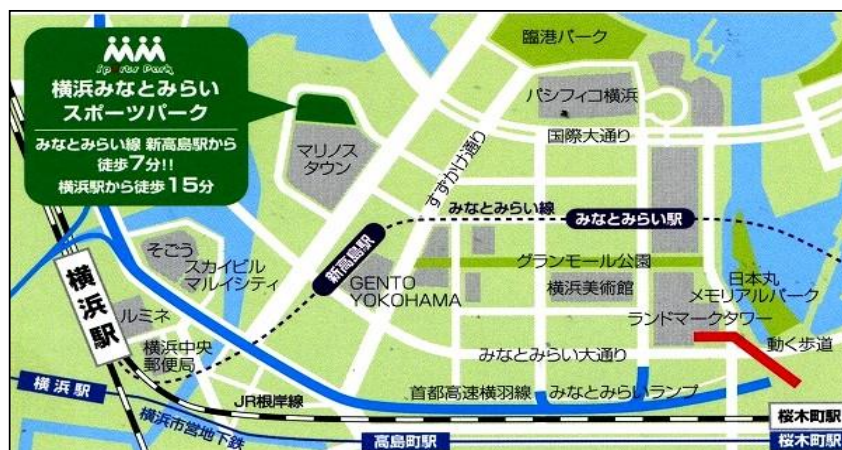 MM
Sports Park
横浜みなとみらい
スポーツパーク
みなとみらい線 新高島駅から
徒歩7分!!
横浜駅から徒歩15分
臨港パーク
パシフィコ横浜
国際大通り
マリノス
タウン
すずかけ通り
みなとみらい線
みなとみらい駅
新高島駅
そごう
スカイビル
マルイシティ
GENTO
YOKOHAMA
グランモール公園
横浜美術館
日本丸
メモリアルパーク
ランドマークタワー
動く歩道
横浜駅
ルミネ
横浜中央
郵便局
みなとみらい大通り
首都高速横羽線
みなとみらいランプ
JR根岸線
横浜駅
横浜市営地下鉄
高島町駅
桜木町駅
桜木町駅